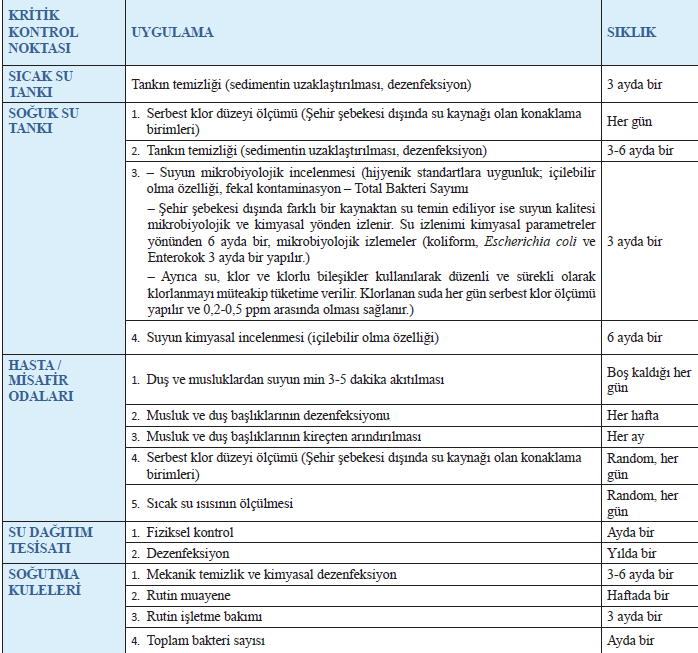 KRİTİK
KONTROL
NOKTASI
UYGULAMA
SIKLIK
SICAK SU
TANKI
Tankın temizliği (sedimentin uzaklaştırılması, dezenfeksiyon)
3 ayda bir
SOĞUK SU
TANKI
1. Serbest klor düzeyi ölçümü (Şehir şebekesi dışında su kaynağı olan konaklama
birimleri)
Her gün
2. Tankın temizliği (sedimentin uzaklaştırılması, dezenfeksiyon)
3-6 ayda bir
3. – Suyun mikrobiyolojik incelenmesi (hijyenik standartlara uygunluk; içilebilir
olma özelliği, fekal kontaminasyon – Total Bakteri Sayımı
– Şehir şebekesi dışında farklı bir kaynaktan su temin ediliyor ise suyun kalitesi
mikrobiyolojik ve kimyasal yönden izlenir. Su izlenimi kimyasal parametreler
yönünden 6 ayda bir, mikrobiyolojik izlemeler (koliform, Escherichia coli ve
Enterokok 3 ayda bir yapılır.)
– Ayrıca su, klor ve klorlu bileşikler kullanılarak düzenli ve sürekli olarak
klorlanmayı müteakip tüketime verilir. Klorlanan suda her gün serbest klor ölçümü
yapılır ve 0,2-0,5 ppm arasında olması sağlanır.)
3 ayda bir
4. Suyun kimyasal incelenmesi (içilebilir olma özelliği)
6 ayda bir
HASTA /
MİSAFİR
ODALARI
1. Duş ve musluklardan suyun min 3-5 dakika akıtılması
Boş kaldığı her
gün
2. Musluk ve duş başlıklarının dezenfeksiyonu
Her hafta
3. Musluk ve duş başlıklarının kireçten arındırılması
Her ay
4. Serbest klor düzeyi ölçümü (Şehir şebekesi dışında su kaynağı olan konaklama
birimleri)
Random, her
gün
5. Sıcak su ısısının ölçülmesi
Random, her
gün
SU DAĞITIM
TESİSATI
1. Fiziksel kontrol
Ayda bir
2. Dezenfeksiyon
Yılda bir
SOĞUTMA
KULELERİ
1. Mekanik temizlik ve kimyasal dezenfeksiyon
3-6 ayda bir
2. Rutin muayene
Haftada bir
3. Rutin işletme bakımı
3 ayda bir
4. Toplam bakteri sayısı
Ayda bir